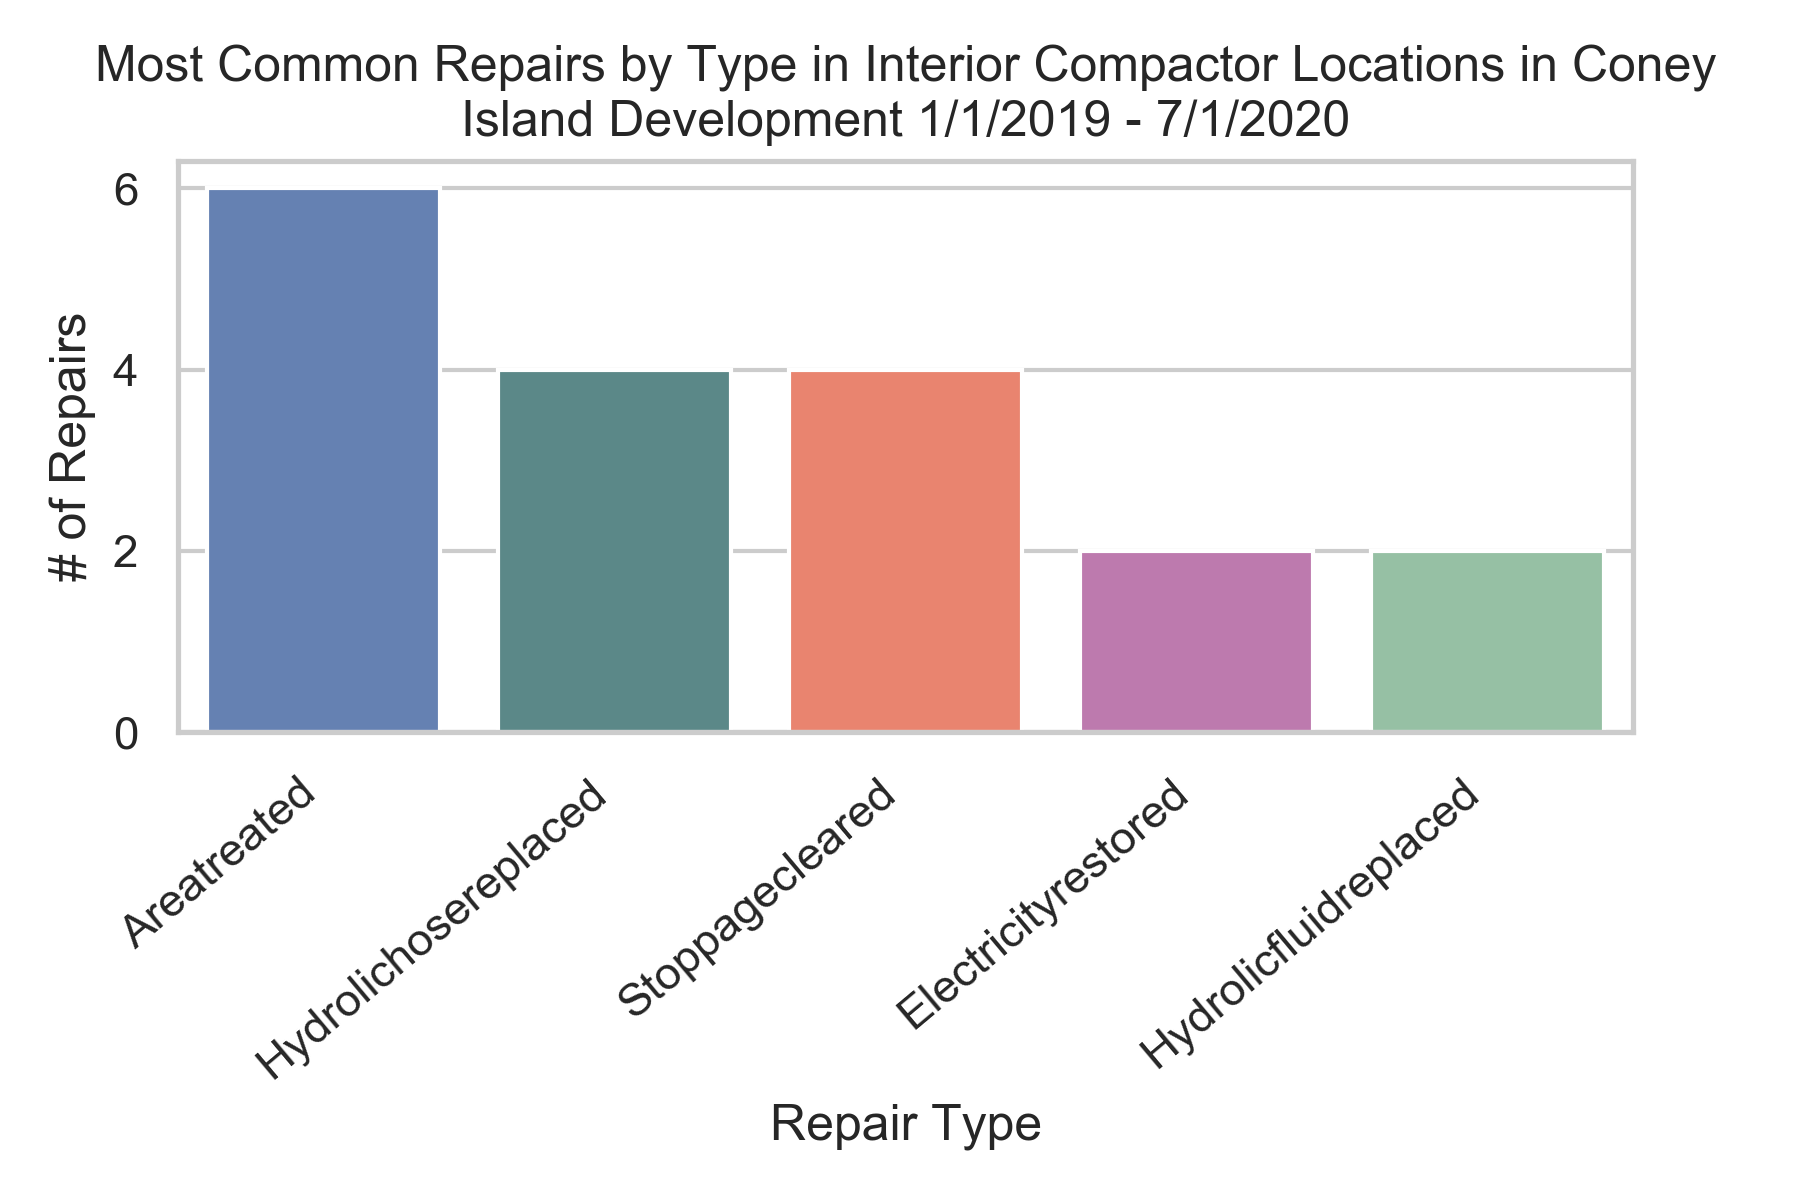 Most Common Repairs by Type in Interior Compactor Locations in Coney
Island Development 1/1/2019 - 7/1/2020
# of Repairs
6
4
2
0
Areatreated
Hydrolichosereplaced
Stoppagecleared
Electricityrestored
Hydrolicfluidreplaced
Repair Type